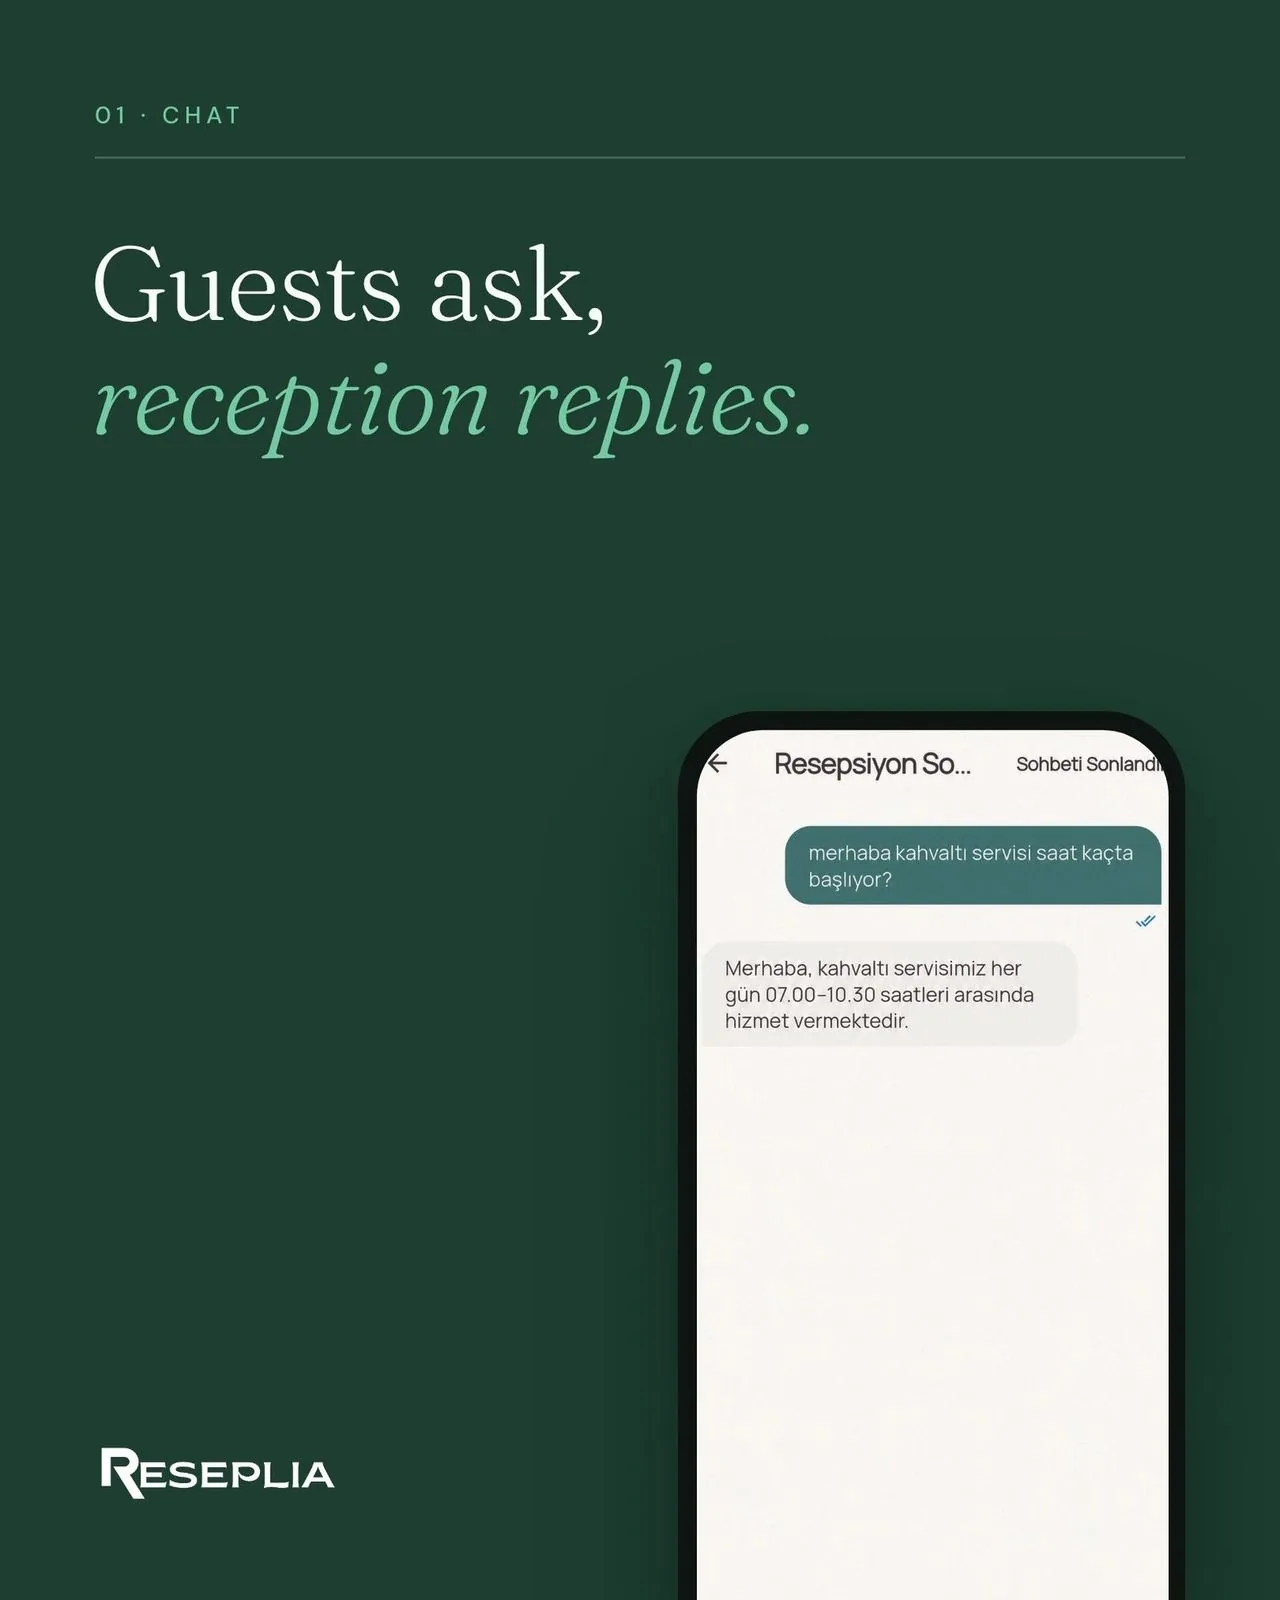 01 · CHAT
Guests ask,
reception replies.
Resepsiyon So...
Sohbeti Sonlandı
merhaba kahvaltı servisi saat kaçta
başlıyor?
Merhaba, kahvaltı servisimiz her
gün 07.00–10.30 saatleri arasında
hizmet vermektedir.
RESEPLIA